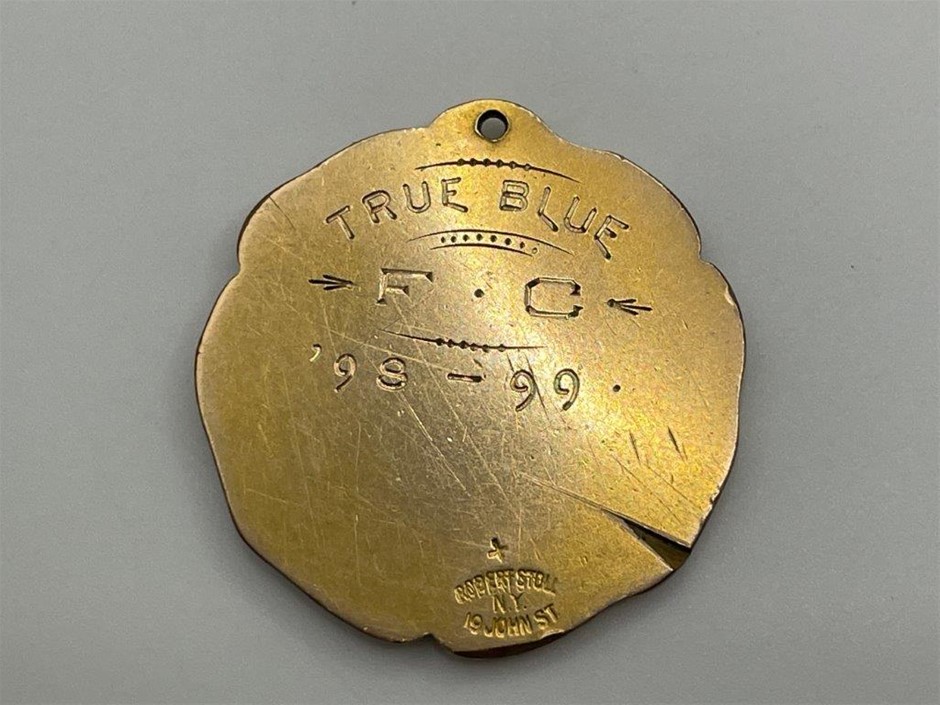 TRUE BLUE
F. C
'98-99.
ROBERT STOLL
N.Y.
19 JOHN ST